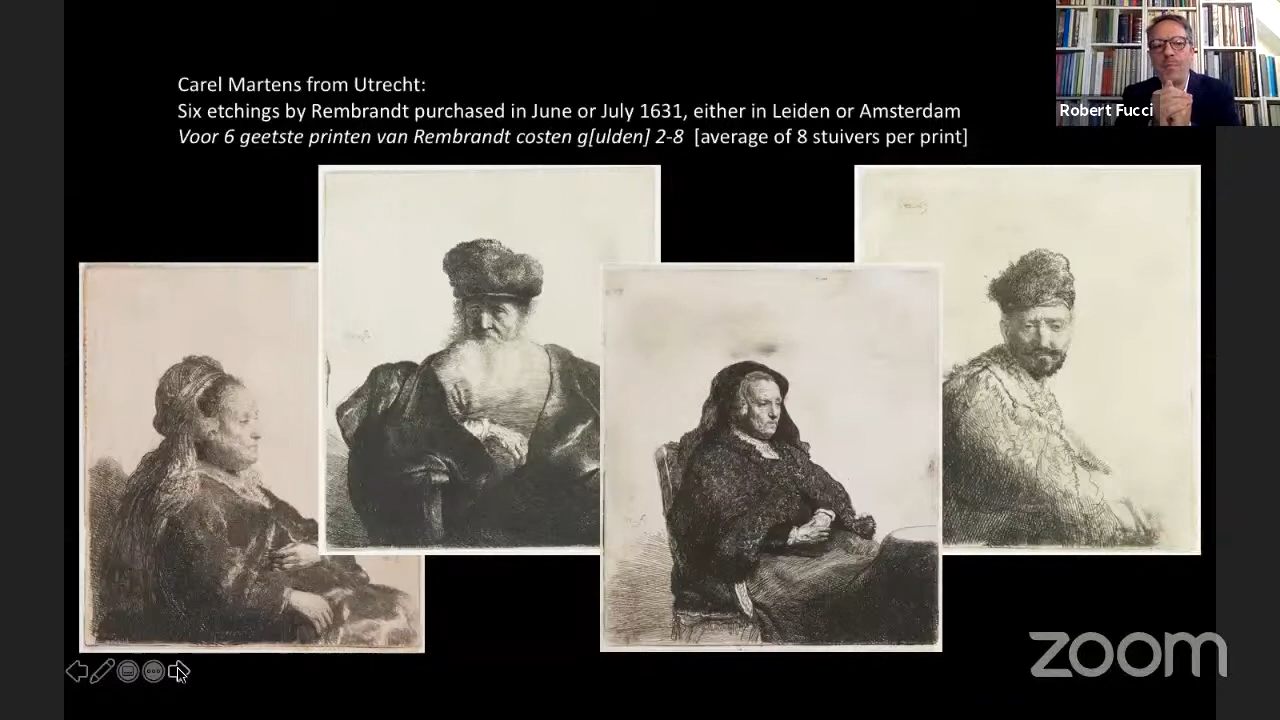 Carel Martens from Utrecht:
Six etchings by Rembrandt purchased in June or July 1631, either in Leiden or Amsterdam
Voor 6 geetste printen van Rembrandt costen g[ulden] 2-8 [average of 8 stuivers per print]
Robert Fucci
zoom